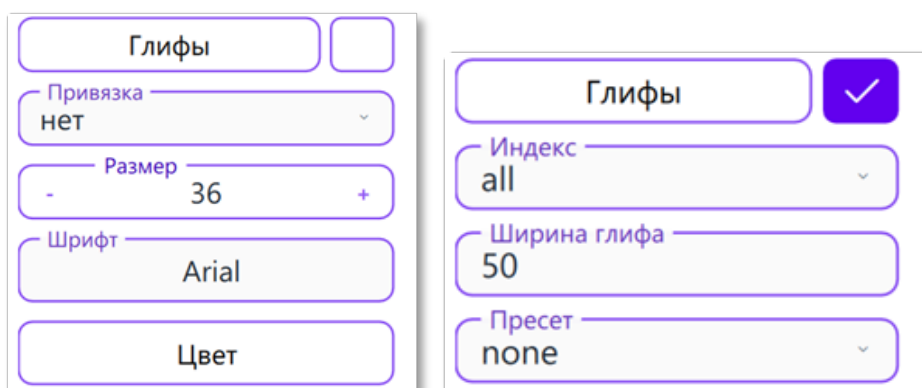 Глифы
Привязка
нет
Размер
- 36 +
Шрифт
Arial
Цвет
Глифы
Индекс
all
Ширина глифа
50
Пресет
none